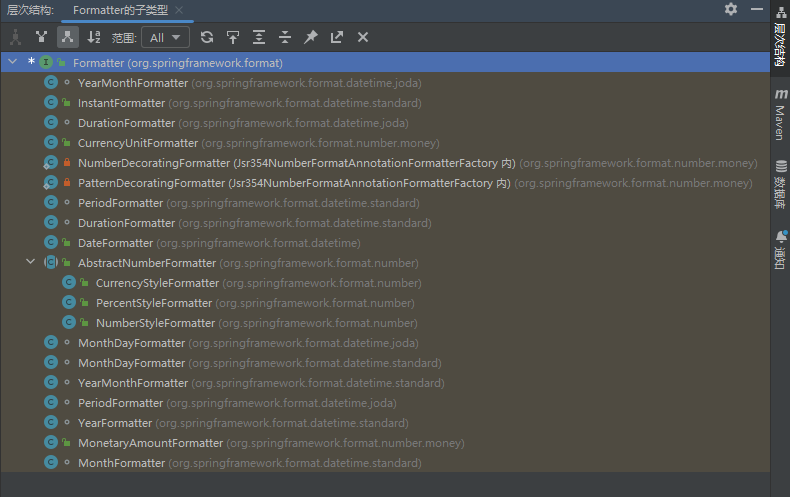 层次结构: Formatter的子类型
范围: All
Formatter (org.springframework.format)
YearMonthFormatter (org.springframework.format.datetime.joda)
InstantFormatter (org.springframework.format.datetime.standard)
DurationFormatter (org.springframework.format.datetime.joda)
CurrencyUnitFormatter (org.springframework.format.number.money)
NumberDecoratingFormatter (Jsr354NumberFormatAnnotationFormatterFactory 内) (org.springframework.format.number.money)
PatternDecoratingFormatter (Jsr354NumberFormatAnnotationFormatterFactory 内) (org.springframework.format.number.money)
PeriodFormatter (org.springframework.format.datetime.standard)
DurationFormatter (org.springframework.format.datetime.standard)
DateFormatter (org.springframework.format.datetime)
AbstractNumberFormatter (org.springframework.format.number)
CurrencyStyleFormatter (org.springframework.format.number)
PercentStyleFormatter (org.springframework.format.number)
NumberStyleFormatter (org.springframework.format.number)
MonthDayFormatter (org.springframework.format.datetime.joda)
MonthDayFormatter (org.springframework.format.datetime.standard)
YearMonthFormatter (org.springframework.format.datetime.standard)
PeriodFormatter (org.springframework.format.datetime.joda)
YearFormatter (org.springframework.format.datetime.standard)
MonetaryAmountFormatter (org.springframework.format.number.money)
MonthFormatter (org.springframework.format.datetime.standard)
层次结构
Maven
数据库
通知